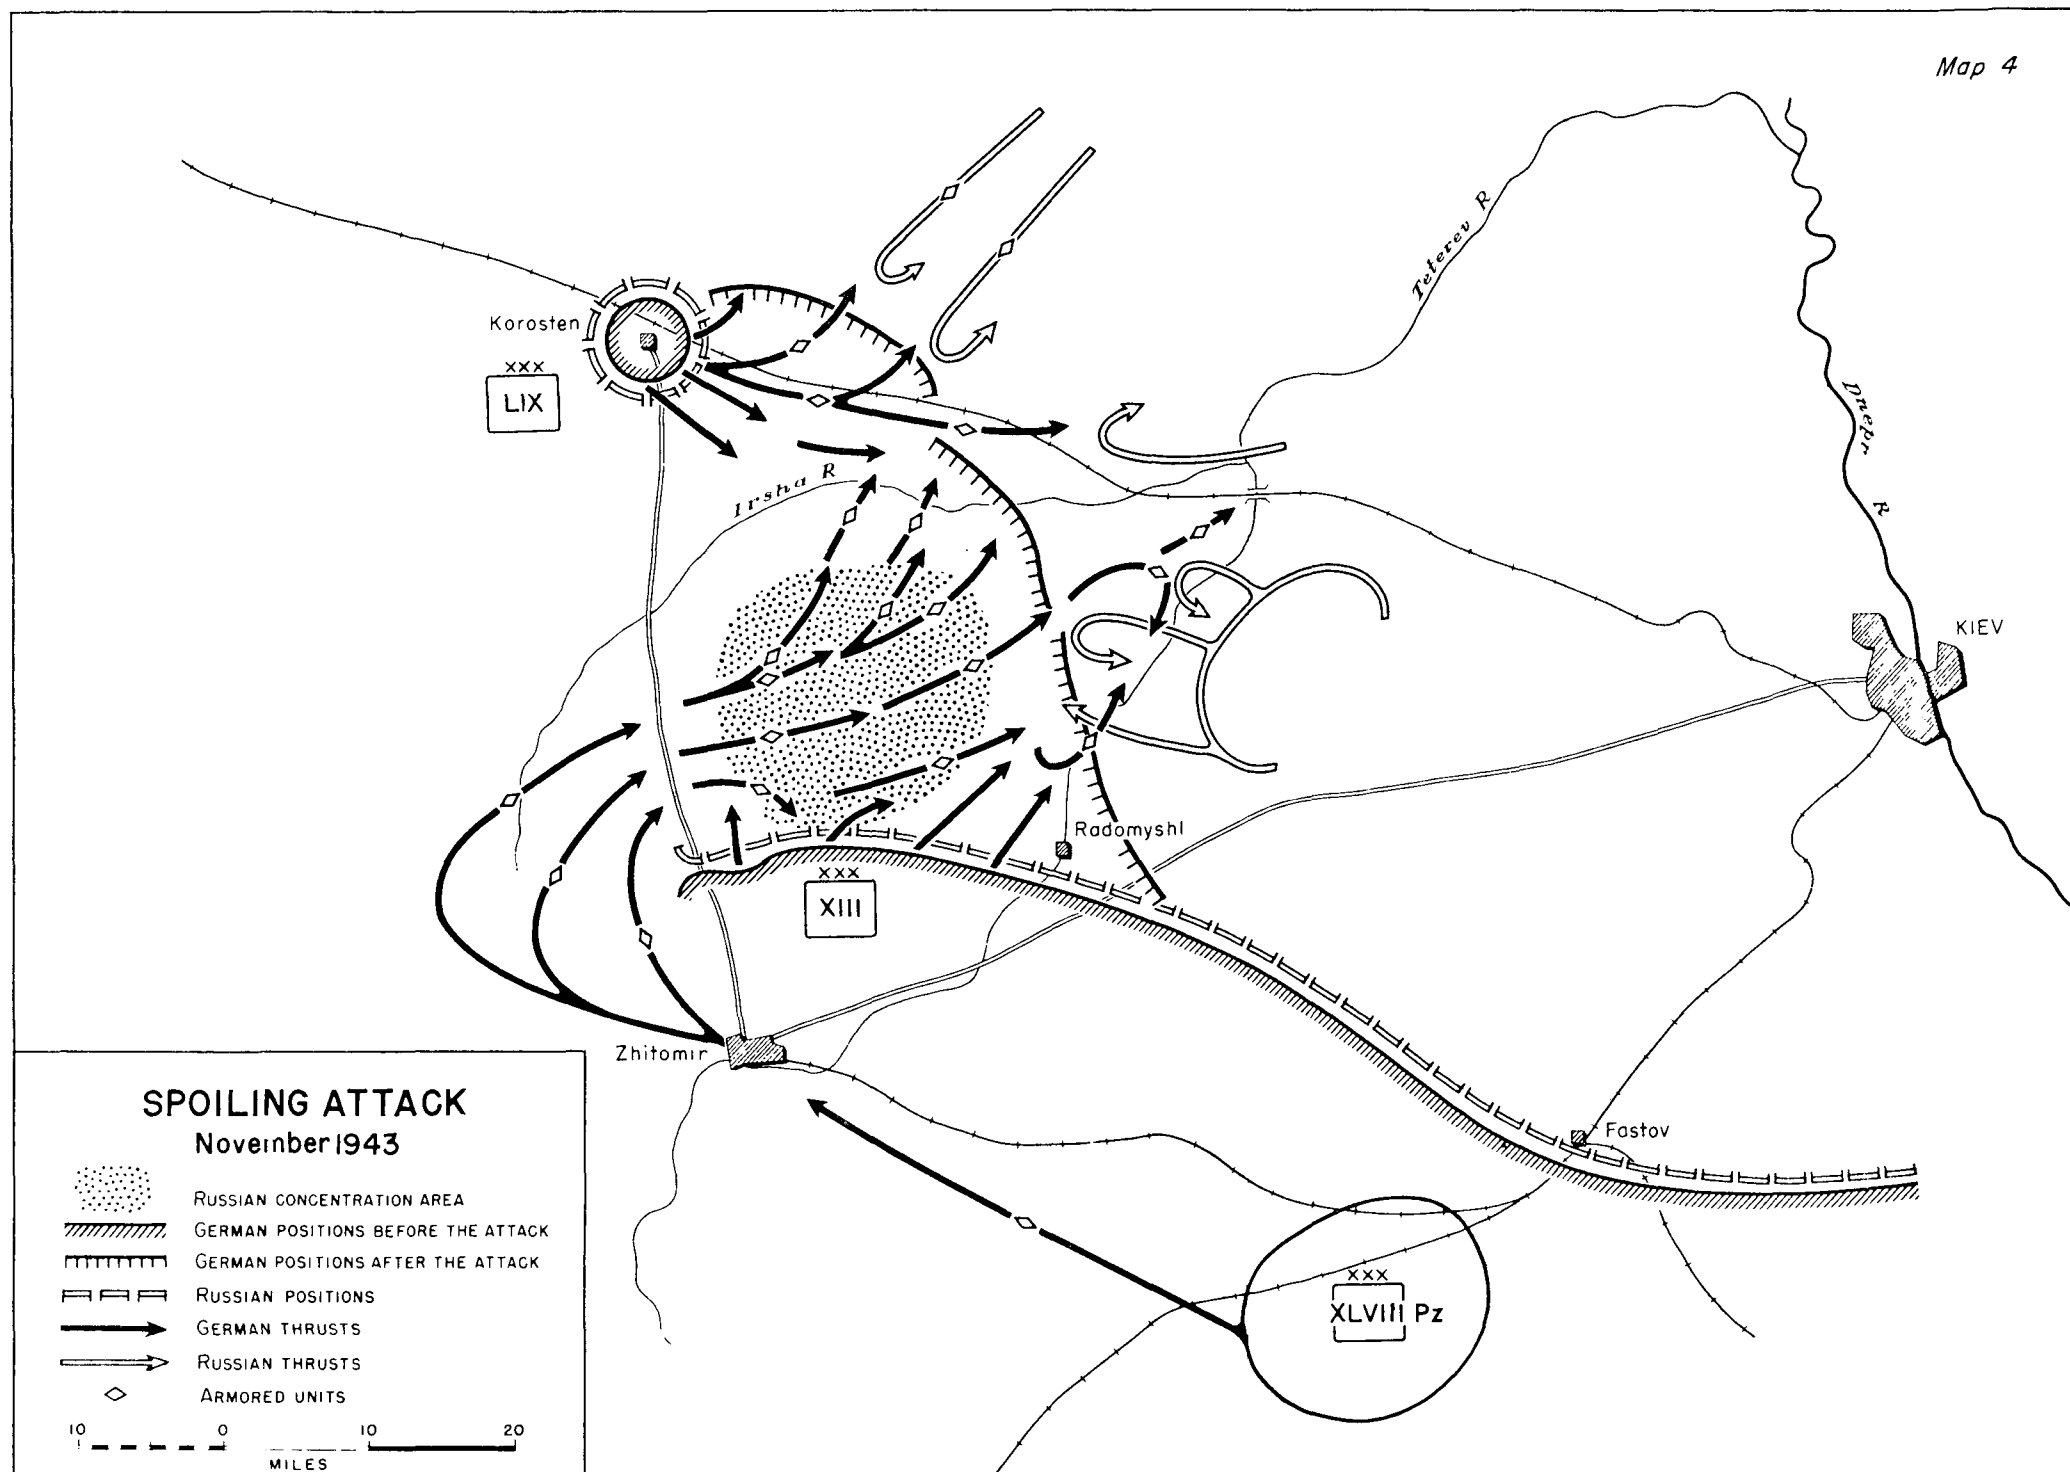 Map 4
Teterev R
Korosten
xxx
LIX
Dnepr R
Irsha R
KIEV
Radomyshl
xxx
XIII
Zhitomir
Fastov
xxx
XLVIII Pz
SPOILING ATTACK
November 1943
RUSSIAN CONCENTRATION AREA
GERMAN POSITIONS BEFORE THE ATTACK
GERMAN POSITIONS AFTER THE ATTACK
RUSSIAN POSITIONS
GERMAN THRUSTS
RUSSIAN THRUSTS
ARMORED UNITS
10 0 10 20
MILES